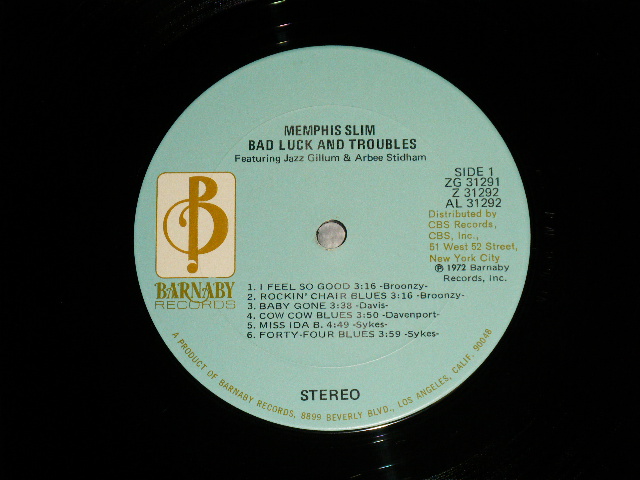 MEMPHIS SLIM
BAD LUCK AND TROUBLES
Featuring Jazz Gillum & Arbee Stidham
SIDE 1
ZG 31291
Z 31292
AL 31292
Distributed by
CBS Records,
CBS, Inc.,
51 West 52 Street,
New York City
℗ 1972 Barnaby
Records, Inc.
B
BARNABY
RECORDS
1. I FEEL SO GOOD 3:16 -Broonzy-
2. ROCKIN' CHAIR BLUES 3:16 -Broonzy-
3. BABY GONE 3:38 -Davis-
4. COW COW BLUES 3:50 -Davenport-
5. MISS IDA B. 4:49 -Sykes-
6. FORTY-FOUR BLUES 3:59 -Sykes-
STEREO
A PRODUCT OF BARNABY RECORDS, 8899 BEVERLY BLVD., LOS ANGELES, CALIF. 90048